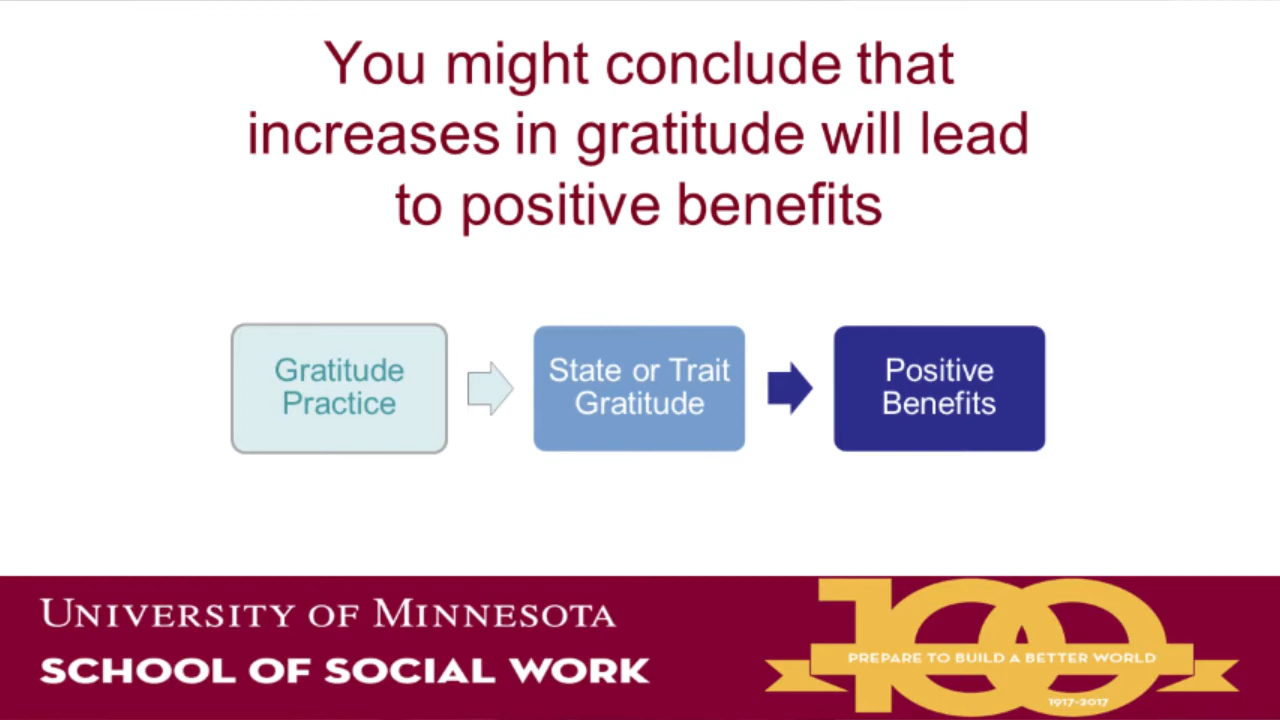 You might conclude that
increases in gratitude will lead
to positive benefits
Gratitude
Practice
State or Trait
Gratitude
Positive
Benefits
UNIVERSITY OF MINNESOTA
SCHOOL OF SOCIAL WORK
100
PREPARE TO BUILD A BETTER WORLD
1917-2017